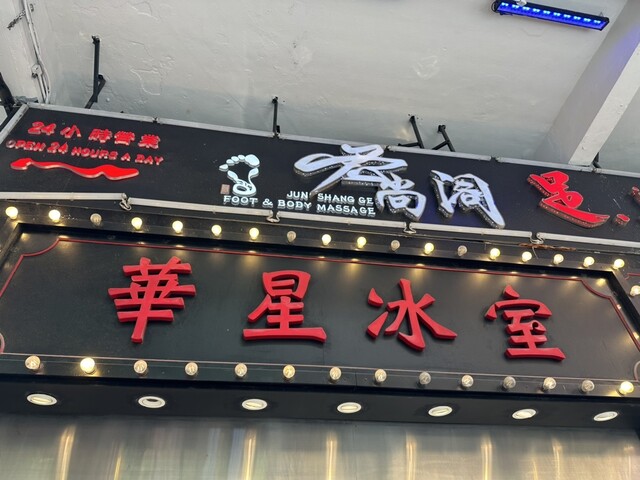 24小時營業
OPEN 24 HOURS A DAY
君尚閣
JUN SHANG GE
FOOT & BODY MASSAGE
足
華星冰室